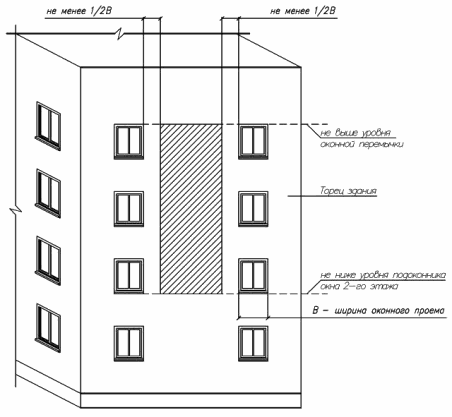 не менее 1/2В
не менее 1/2В
не выше уровня
оконной перемычки
Торец здания
не ниже уровня подоконника
окна 2-го этажа
В - ширина оконного проема